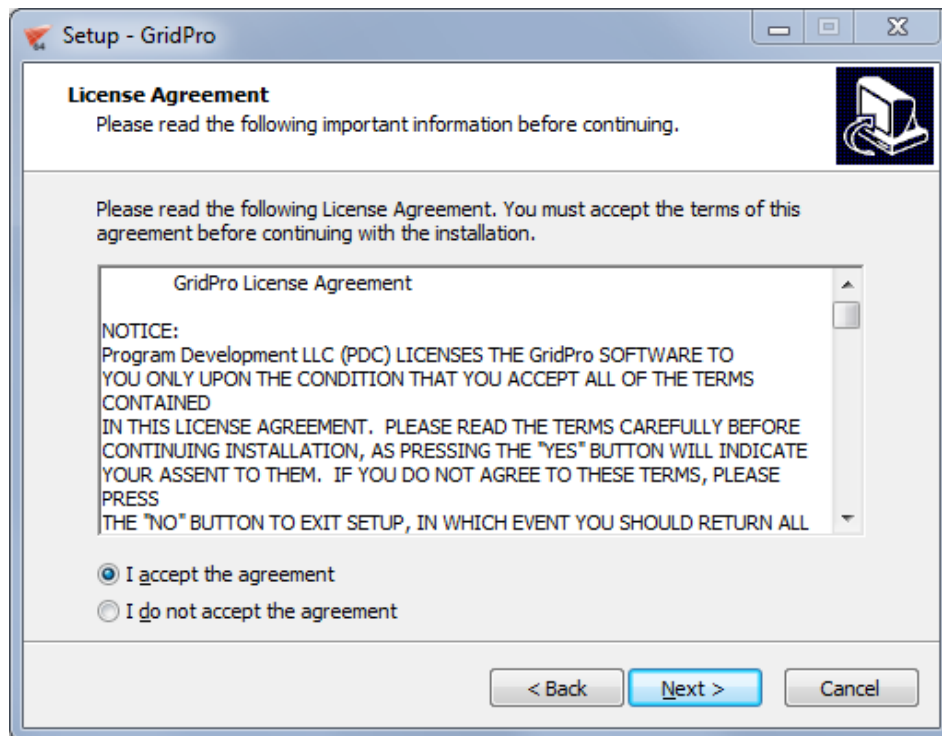 Setup - GridPro
License Agreement
Please read the following important information before continuing.
Please read the following License Agreement. You must accept the terms of this
agreement before continuing with the installation.
GridPro License Agreement
NOTICE:
Program Development LLC (PDC) LICENSES THE GridPro SOFTWARE TO
YOU ONLY UPON THE CONDITION THAT YOU ACCEPT ALL OF THE TERMS
CONTAINED
IN THIS LICENSE AGREEMENT.  PLEASE READ THE TERMS CAREFULLY BEFORE
CONTINUING INSTALLATION, AS PRESSING THE "YES" BUTTON WILL INDICATE
YOUR ASSENT TO THEM.  IF YOU DO NOT AGREE TO THESE TERMS, PLEASE
PRESS
THE "NO" BUTTON TO EXIT SETUP, IN WHICH EVENT YOU SHOULD RETURN ALL
I accept the agreement
I do not accept the agreement
< Back Next > Cancel